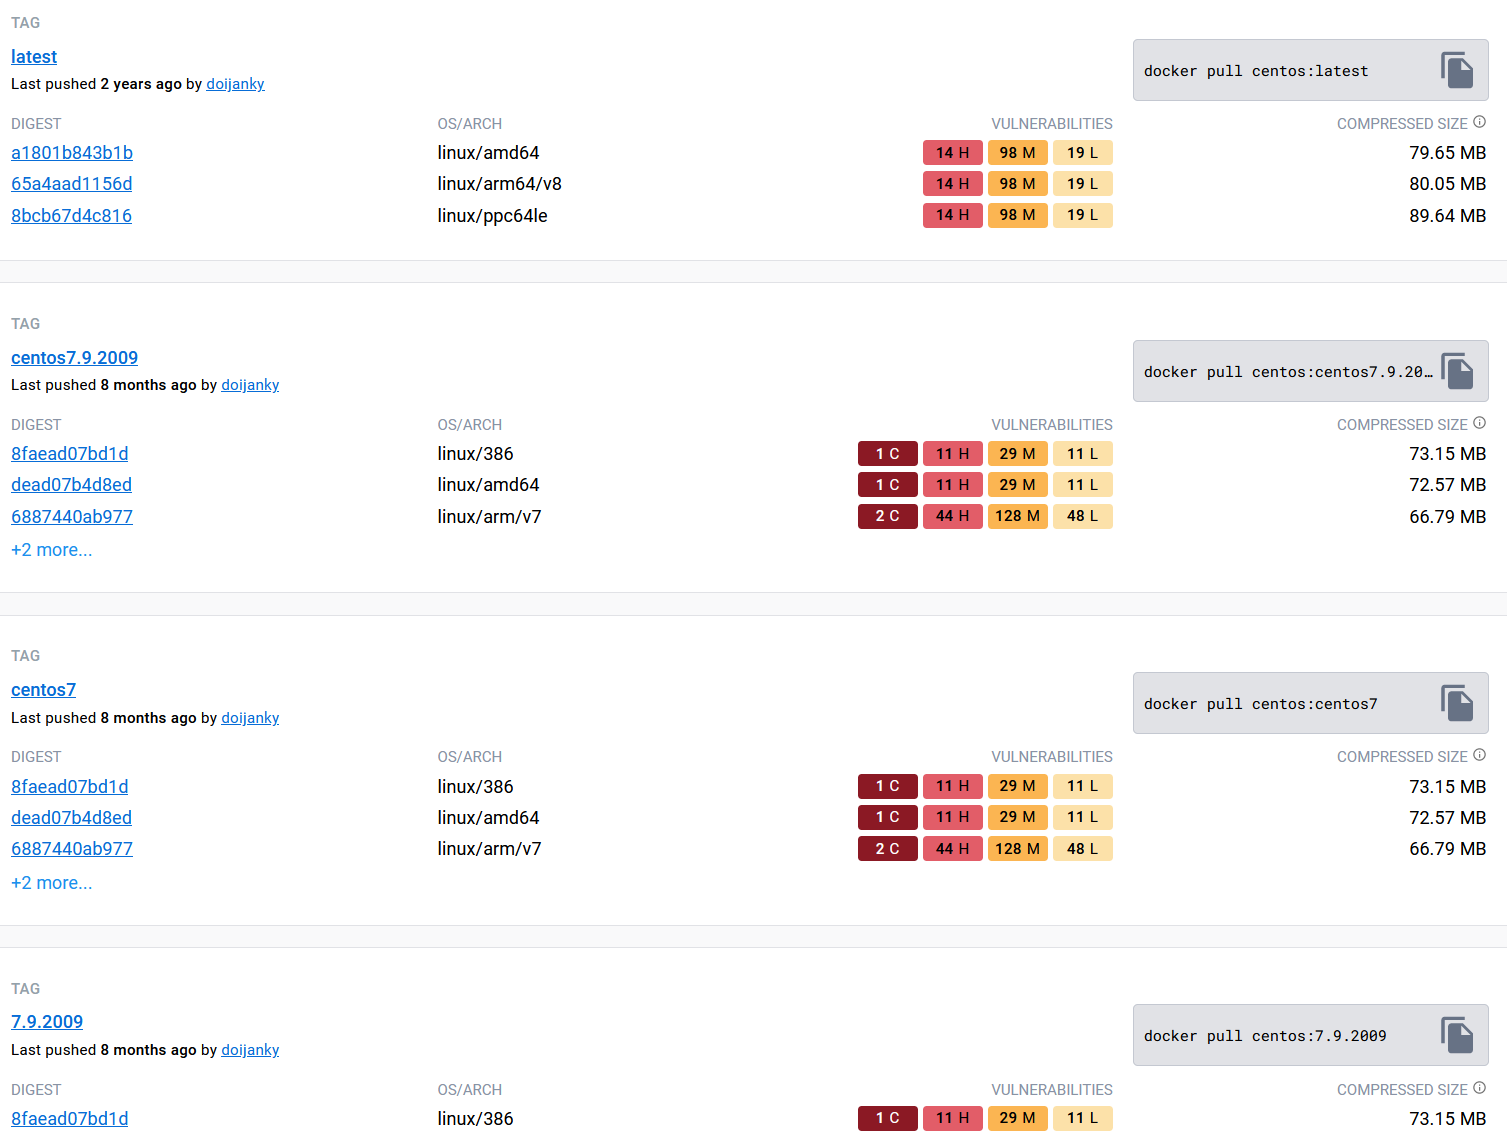 TAG
latest
Last pushed 2 years ago by doijanky
docker pull centos:latest
DIGEST OS/ARCH VULNERABILITIES COMPRESSED SIZE
a1801b843b1b linux/amd64 14 H 98 M 19 L 79.65 MB
65a4aad1156d linux/arm64/v8 14 H 98 M 19 L 80.05 MB
8bcb67d4c816 linux/ppc64le 14 H 98 M 19 L 89.64 MB
TAG
centos7.9.2009
Last pushed 8 months ago by doijanky
docker pull centos:centos7.9.20…
DIGEST OS/ARCH VULNERABILITIES COMPRESSED SIZE
8faead07bd1d linux/386 1 C 11 H 29 M 11 L 73.15 MB
dead07b4d8ed linux/amd64 1 C 11 H 29 M 11 L 72.57 MB
6887440ab977 linux/arm/v7 2 C 44 H 128 M 48 L 66.79 MB
+2 more...
TAG
centos7
Last pushed 8 months ago by doijanky
docker pull centos:centos7
DIGEST OS/ARCH VULNERABILITIES COMPRESSED SIZE
8faead07bd1d linux/386 1 C 11 H 29 M 11 L 73.15 MB
dead07b4d8ed linux/amd64 1 C 11 H 29 M 11 L 72.57 MB
6887440ab977 linux/arm/v7 2 C 44 H 128 M 48 L 66.79 MB
+2 more...
TAG
7.9.2009
Last pushed 8 months ago by doijanky
docker pull centos:7.9.2009
DIGEST OS/ARCH VULNERABILITIES COMPRESSED SIZE
8faead07bd1d linux/386 1 C 11 H 29 M 11 L 73.15 MB